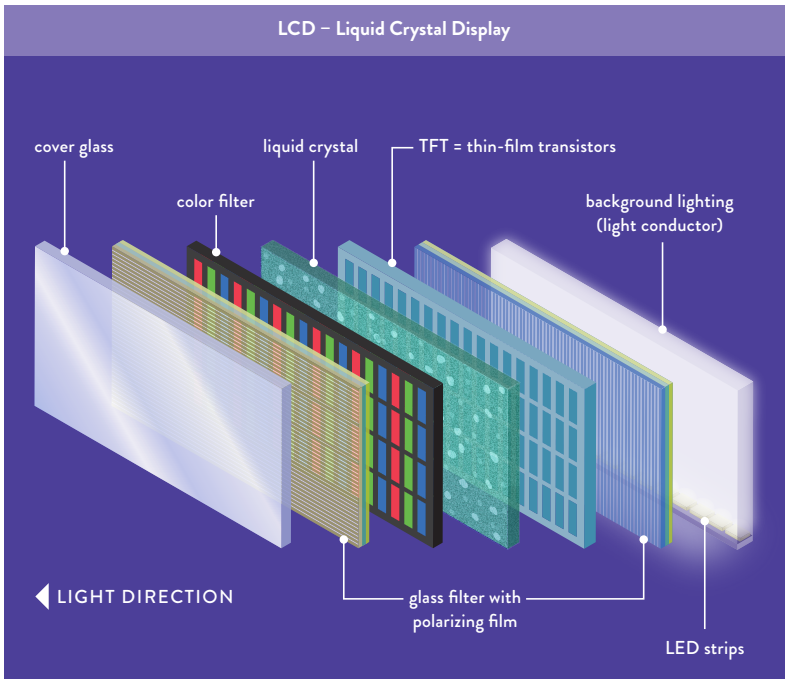 LCD – Liquid Crystal Display
cover glass
liquid crystal
TFT = thin-film transistors
color filter
background lighting
(light conductor)
LIGHT DIRECTION
glass filter with
polarizing film
LED strips